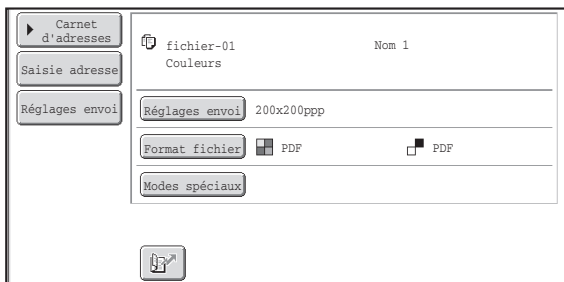 Carnet
d'adresses
Saisie adresse
Réglages envoi
fichier-01 Nom 1
Couleurs
Réglages envoi 200x200ppp
Format fichier PDF PDF
Modes spéciaux